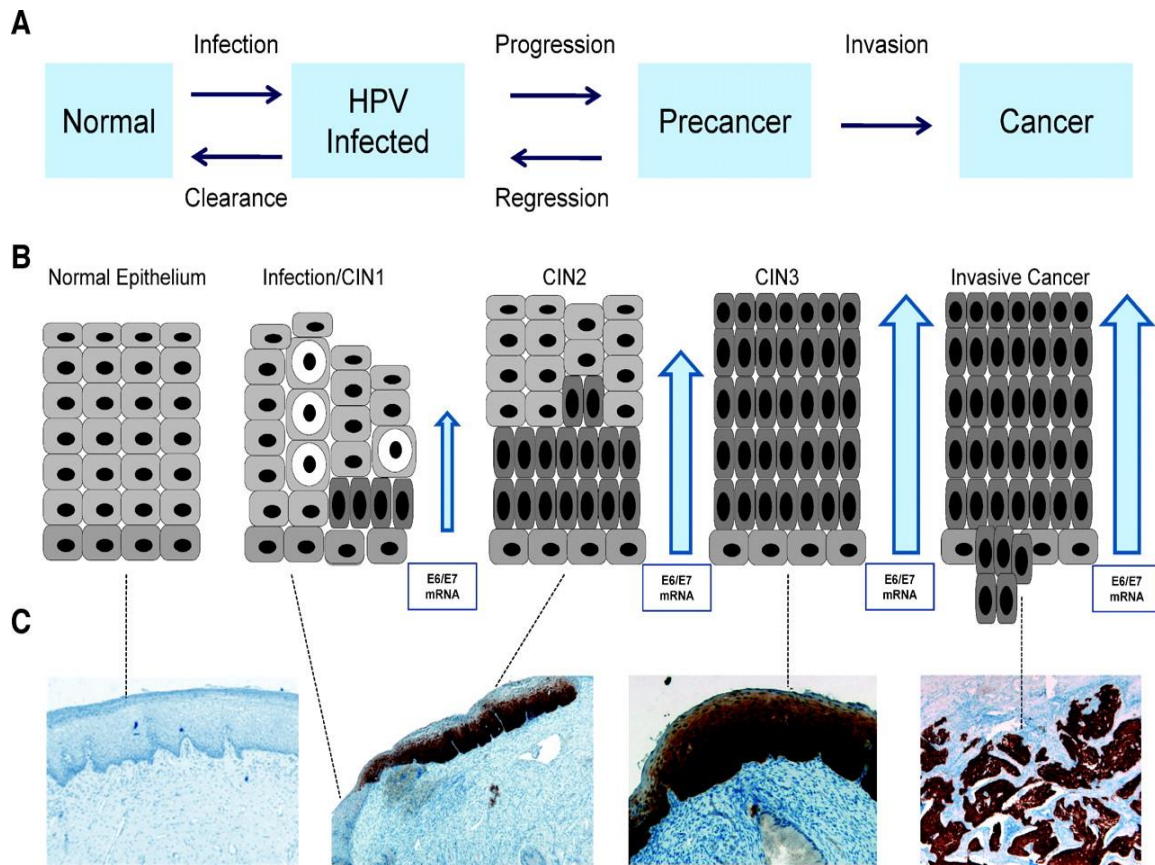 A
Infection
Progression
Invasion
Normal
HPV
Infected
Precancer
Cancer
Clearance
Regression
B
Normal Epithelium
Infection/CIN1
CIN2
CIN3
Invasive Cancer
E6/E7
mRNA
E6/E7
mRNA
E6/E7
mRNA
E6/E7
mRNA
C